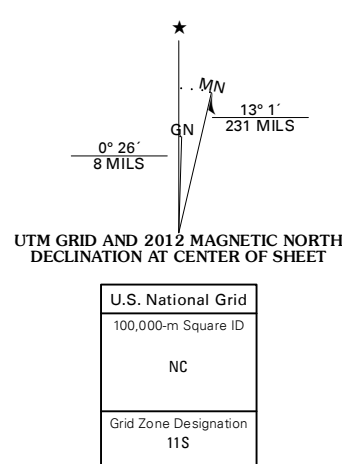 ★
MN
13° 1´
231 MILS
GN
0° 26´
8 MILS
UTM GRID AND 2012 MAGNETIC NORTH
DECLINATION AT CENTER OF SHEET
U.S. National Grid
100,000-m Square ID
NC
Grid Zone Designation
11S